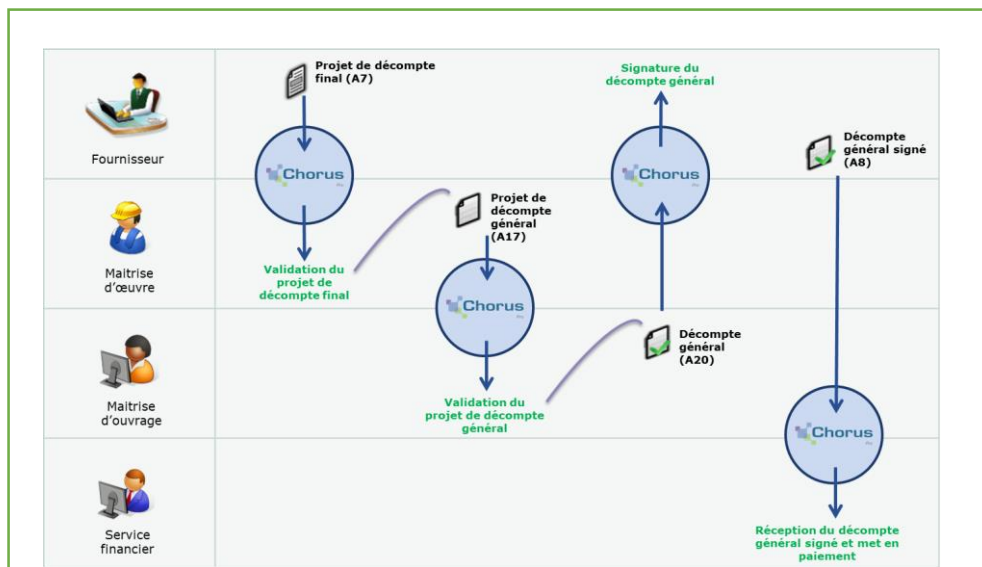 Projet de décompte
final (A7)
Signature du
décompte général
Fournisseur
Chorus
Chorus
Décompte
général signé
(A8)
Maitrise
d'œuvre
Validation du
projet de
décompte final
Projet de
décompte
général
(A17)
Chorus
Maitrise
d'ouvrage
Validation du
projet de décompte
général
Décompte
général
(A20)
Chorus
Service
financier
Réception du décompte
général signé et met en
paiement